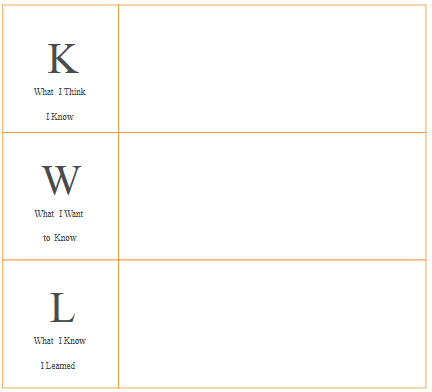 K
What I Think
I Know
W
What I Want
to Know
L
What I Know
I Learned